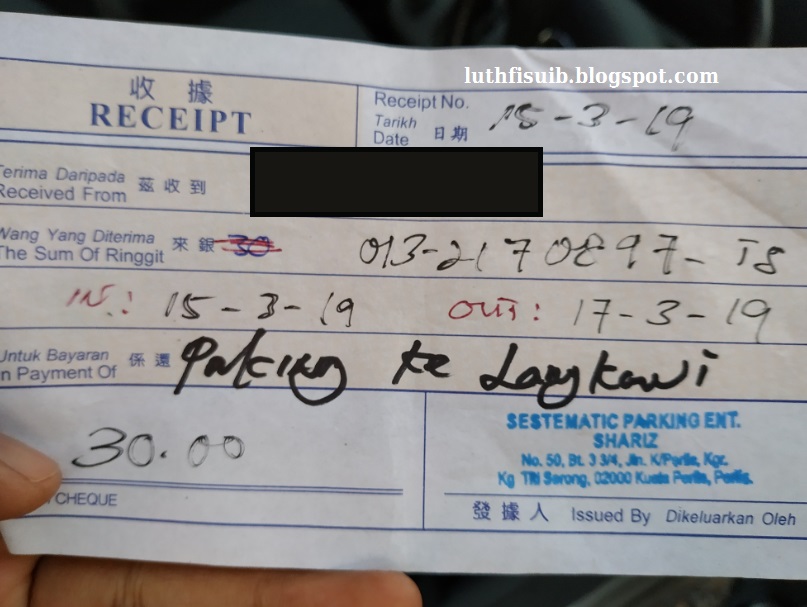 luthfisuib.blogspot.com
收據
RECEIPT
Receipt No.
Tarikh
Date 日期 15-3-19
Terima Daripada
Received From 茲收到
Wang Yang Diterima
The Sum Of Ringgit 來銀 30 013-2170897- TS
IN: 15-3-19 OUT: 17-3-19
Untuk Bayaran
In Payment Of 係還 Parking ke Langkawi
30.00
CHEQUE
SESTEMATIC PARKING ENT.
SHARIZ
No. 50, Bt. 3 3/4, Jln. K/Perlis, Kgr.
Kg Serong, 02000 Kuala Perlis, Perlis.
發據人 Issued By Dikeluarkan Oleh